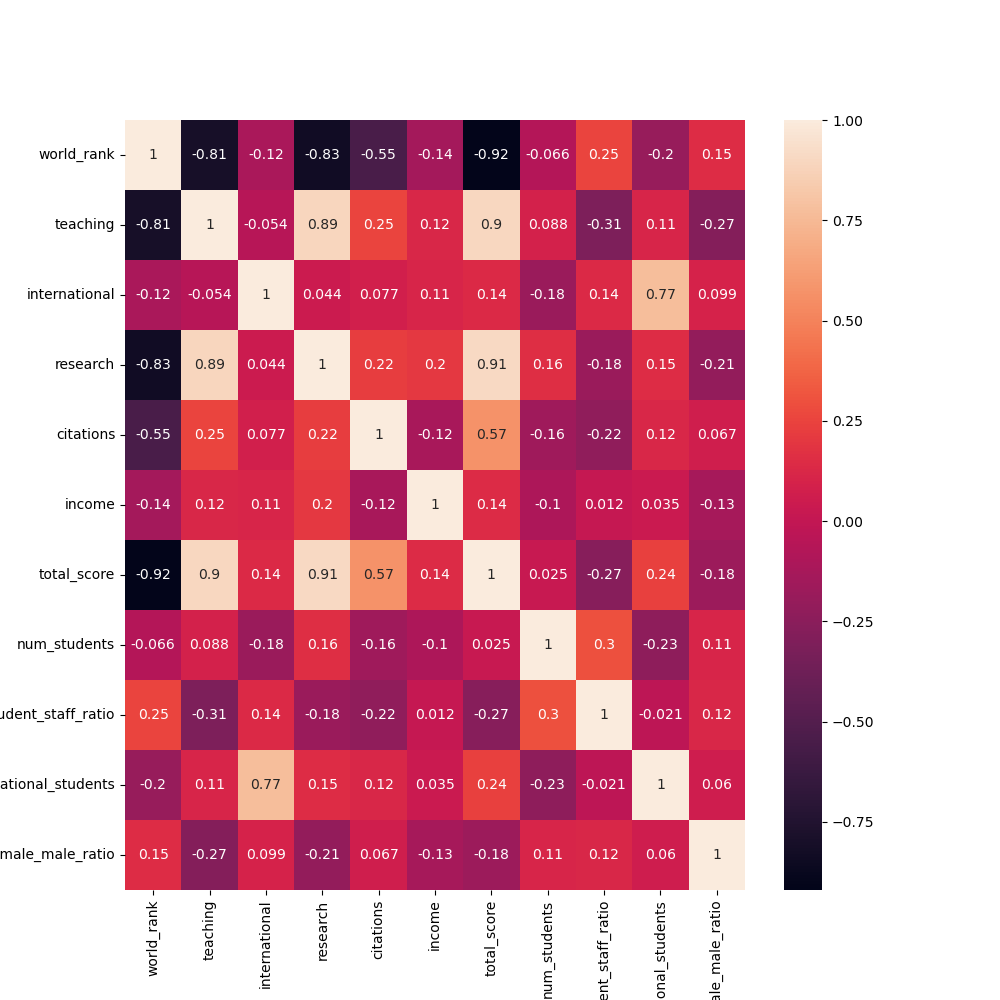 world_rank 1 -0.81 -0.12 -0.83 -0.55 -0.14 -0.92 -0.066 0.25 -0.2 0.15 1.00
teaching -0.81 1 -0.054 0.89 0.25 0.12 0.9 0.088 -0.31 0.11 -0.27 0.75
international -0.12 -0.054 1 0.044 0.077 0.11 0.14 -0.18 0.14 0.77 0.099 0.50
research -0.83 0.89 0.044 1 0.22 0.2 0.91 0.16 -0.18 0.15 -0.21
citations -0.55 0.25 0.077 0.22 1 -0.12 0.57 -0.16 -0.22 0.12 0.067 0.25
income -0.14 0.12 0.11 0.2 -0.12 1 0.14 -0.1 0.012 0.035 -0.13 0.00
total_score -0.92 0.9 0.14 0.91 0.57 0.14 1 0.025 -0.27 0.24 -0.18
num_students -0.066 0.088 -0.18 0.16 -0.16 -0.1 0.025 1 0.3 -0.23 0.11 −0.25
udent_staff_ratio 0.25 -0.31 0.14 -0.18 -0.22 0.012 -0.27 0.3 1 -0.021 0.12 −0.50
ational_students -0.2 0.11 0.77 0.15 0.12 0.035 0.24 -0.23 -0.021 1 0.06
male_male_ratio 0.15 -0.27 0.099 -0.21 0.067 -0.13 -0.18 0.11 0.12 0.06 1 −0.75
world_rank
teaching
international
research
citations
income
total_score
num_students
ent_staff_ratio
onal_students
ale_male_ratio